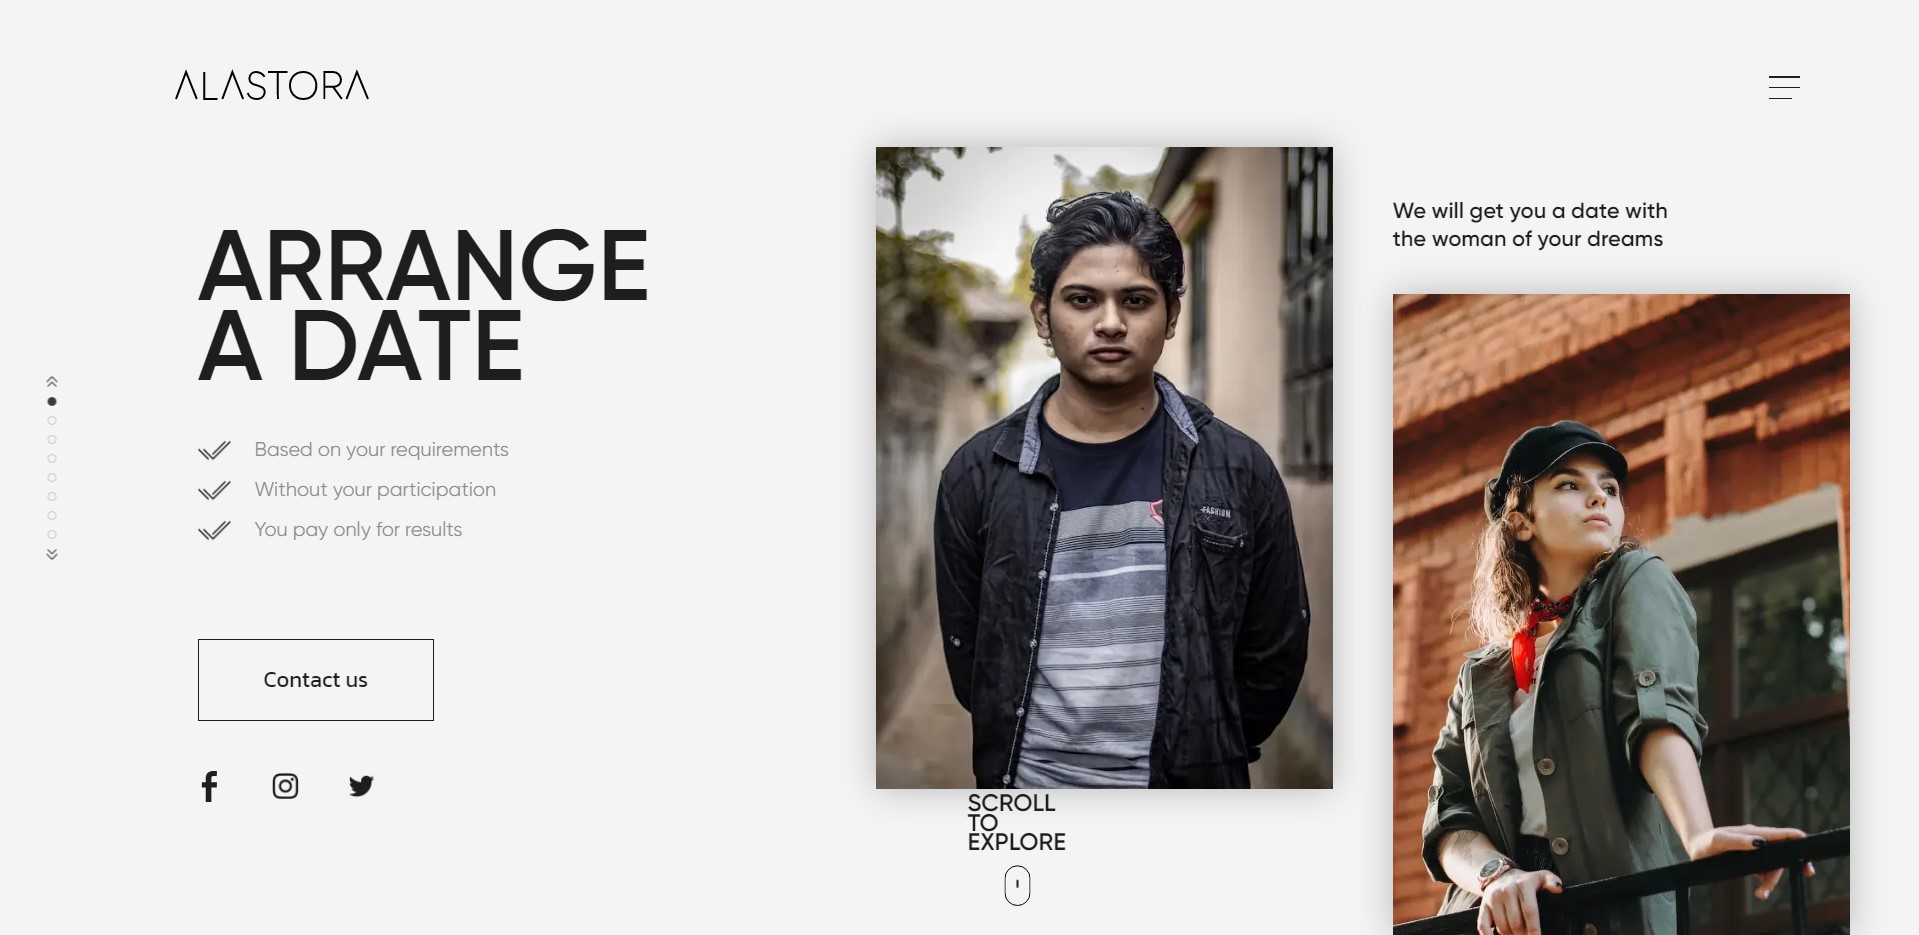 ALASTORA
ARRANGE
A DATE
Based on your requirements
Without your participation
You pay only for results
Contact us
FASHION
SCROLL
TO
EXPLORE
We will get you a date with
the woman of your dreams